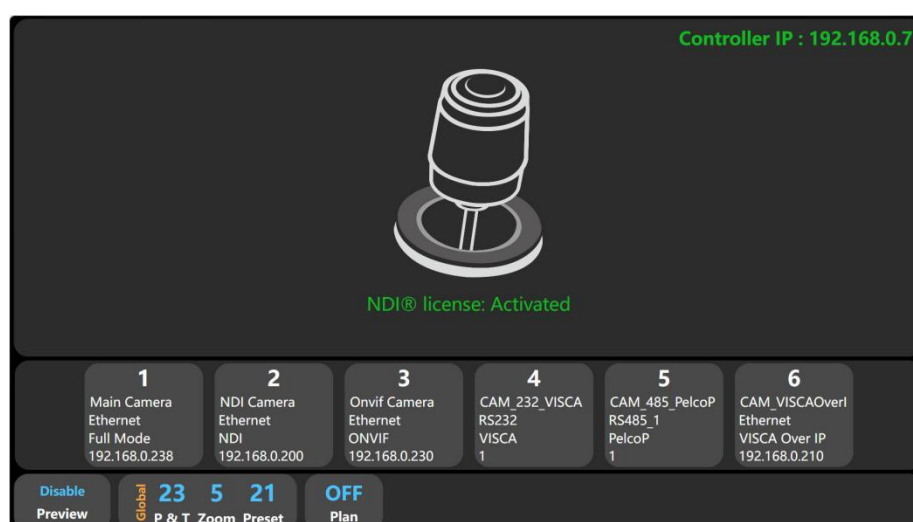 Controller IP : 192.168.0.7
NDI® license: Activated
1
Main Camera
Ethernet
Full Mode
192.168.0.238
2
NDI Camera
Ethernet
NDI
192.168.0.200
3
Onvif Camera
Ethernet
ONVIF
192.168.0.230
4
CAM_232_VISCA
RS232
VISCA
1
5
CAM_485_PelcoP
RS485_1
PelcoP
1
6
CAM_VISCAOverI
Ethernet
VISCA Over IP
192.168.0.210
Disable
Preview
Global
23 5 21
P & T Zoom Preset
OFF
Plan